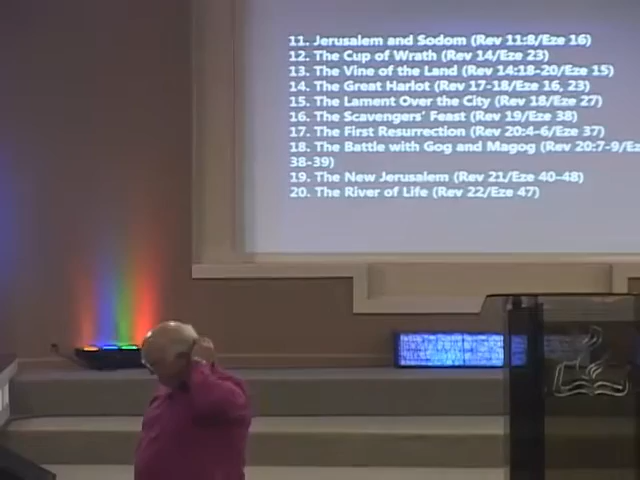 11. Jerusalem and Sodom (Rev 11:8/Eze 16)
12. The Cup of Wrath (Rev 14/Eze 23)
13. The Vine of the Land (Rev 14:18-20/Eze 15)
14. The Great Harlot (Rev 17-18/Eze 16, 23)
15. The Lament Over the City (Rev 18/Eze 27)
16. The Scavengers' Feast (Rev 19/Eze 38)
17. The First Resurrection (Rev 20:4-6/Eze 37)
18. The Battle with Gog and Magog (Rev 20:7-9/Ez
38-39)
19. The New Jerusalem (Rev 21/Eze 40-48)
20. The River of Life (Rev 22/Eze 47)